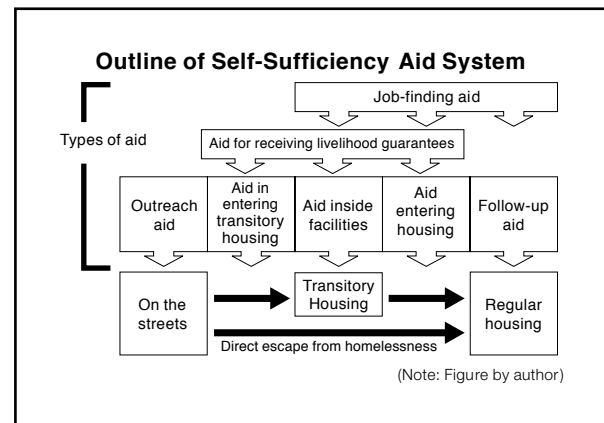 Outline of Self-Sufficiency Aid System
Job-finding aid
Types of aid
Aid for receiving livelihood guarantees
Outreach
aid
Aid in
entering
transitory
housing
Aid inside
facilities
Aid
entering
housing
Follow-up
aid
On the
streets
Transitory
Housing
Regular
housing
Direct escape from homelessness
(Note: Figure by author)